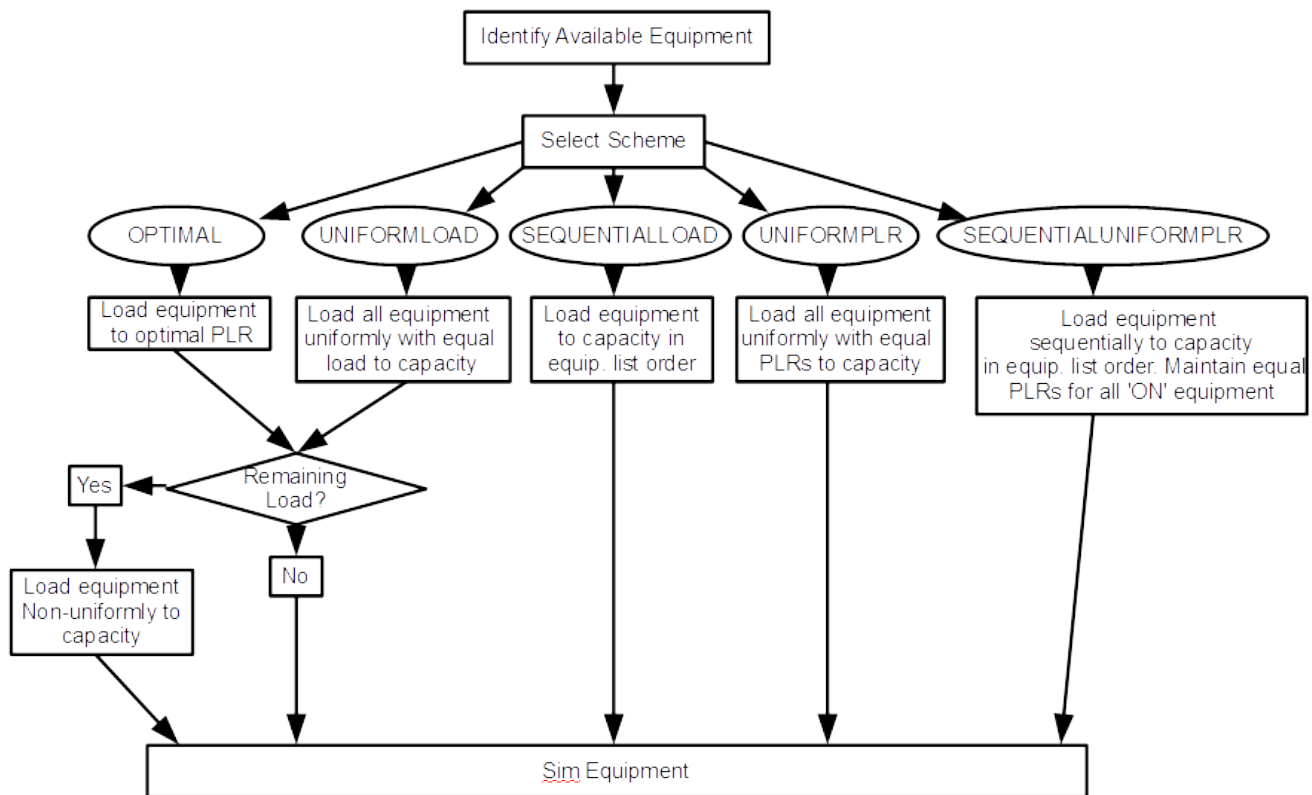 Identify Available Equipment
Select Scheme
OPTIMAL
UNIFORMLOAD
SEQUENTIALLOAD
UNIFORMPLR
SEQUENTIALUNIFORMPLR
Load equipment
to optimal PLR
Load all equipment
uniformly with equal
load to capacity
Load equipment
to capacity in
equip. list order
Load all equipment
uniformly with equal
PLRs to capacity
Load equipment
sequentially to capacity
in equip. list order. Maintain equal
PLRs for all 'ON' equipment
Remaining
Load?
Yes
No
Load equipment
Non-uniformly to
capacity
Sim Equipment